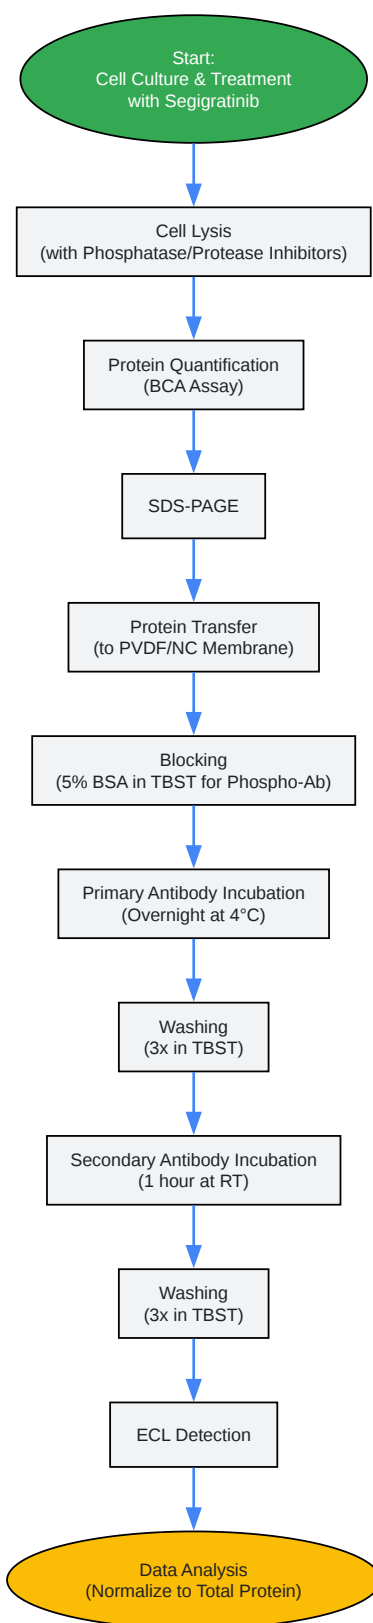 Start:
Cell Culture & Treatment
with Segigratinib
Cell Lysis
(with Phosphatase/Protease Inhibitors)
Protein Quantification
(BCA Assay)
SDS-PAGE
Protein Transfer
(to PVDF/NC Membrane)
Blocking
(5% BSA in TBST for Phospho-Ab)
Primary Antibody Incubation
(Overnight at 4°C)
Washing
(3x in TBST)
Secondary Antibody Incubation
(1 hour at RT)
Washing
(3x in TBST)
ECL Detection
Data Analysis
(Normalize to Total Protein)